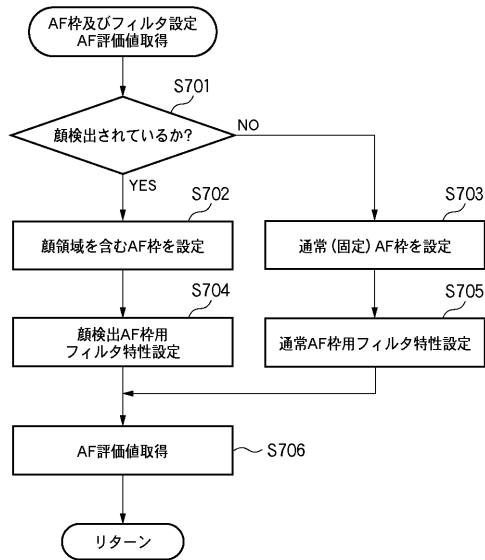 AF枠及びフィルタ設定
AF評価値取得
S701
顔検出されているか?
NO
YES
S702
顔領域を含むAF枠を設定
S703
通常(固定)AF枠を設定
S704
顔検出AF枠用
フィルタ特性設定
S705
通常AF枠用フィルタ特性設定
AF評価値取得
S706
リターン